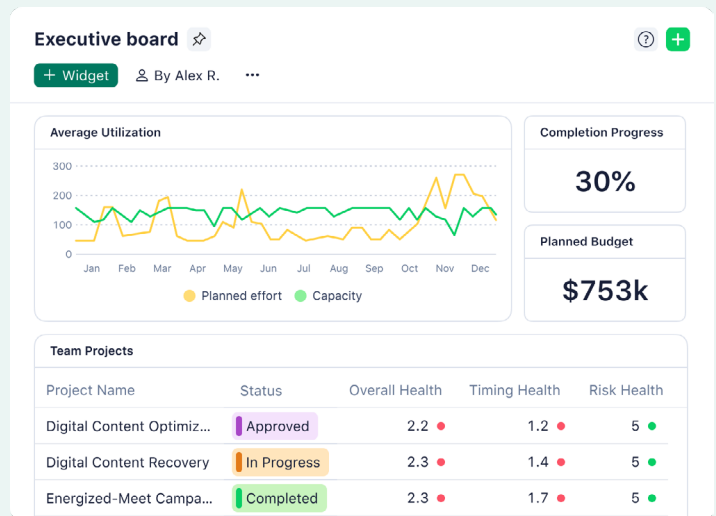 Executive board
?
+ Widget
By Alex R.
Average Utilization
300
200
100
0
Jan Feb Mar Apr May Jun Jul Aug Sep Oct Nov Dec
Planned effort Capacity
Completion Progress
30%
Planned Budget
$753k
Team Projects
Project Name Status Overall Health Timing Health Risk Health
Digital Content Optimiz... Approved 2.2 1.2 5
Digital Content Recovery In Progress 2.3 1.4 5
Energized-Meet Campa... Completed 2.3 1.7 5